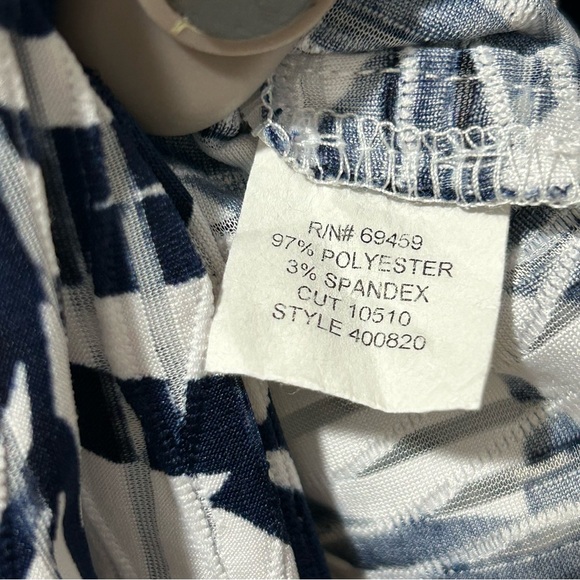 R/N# 69459
97% POLYESTER
3% SPANDEX
CUT 10510
STYLE 400820